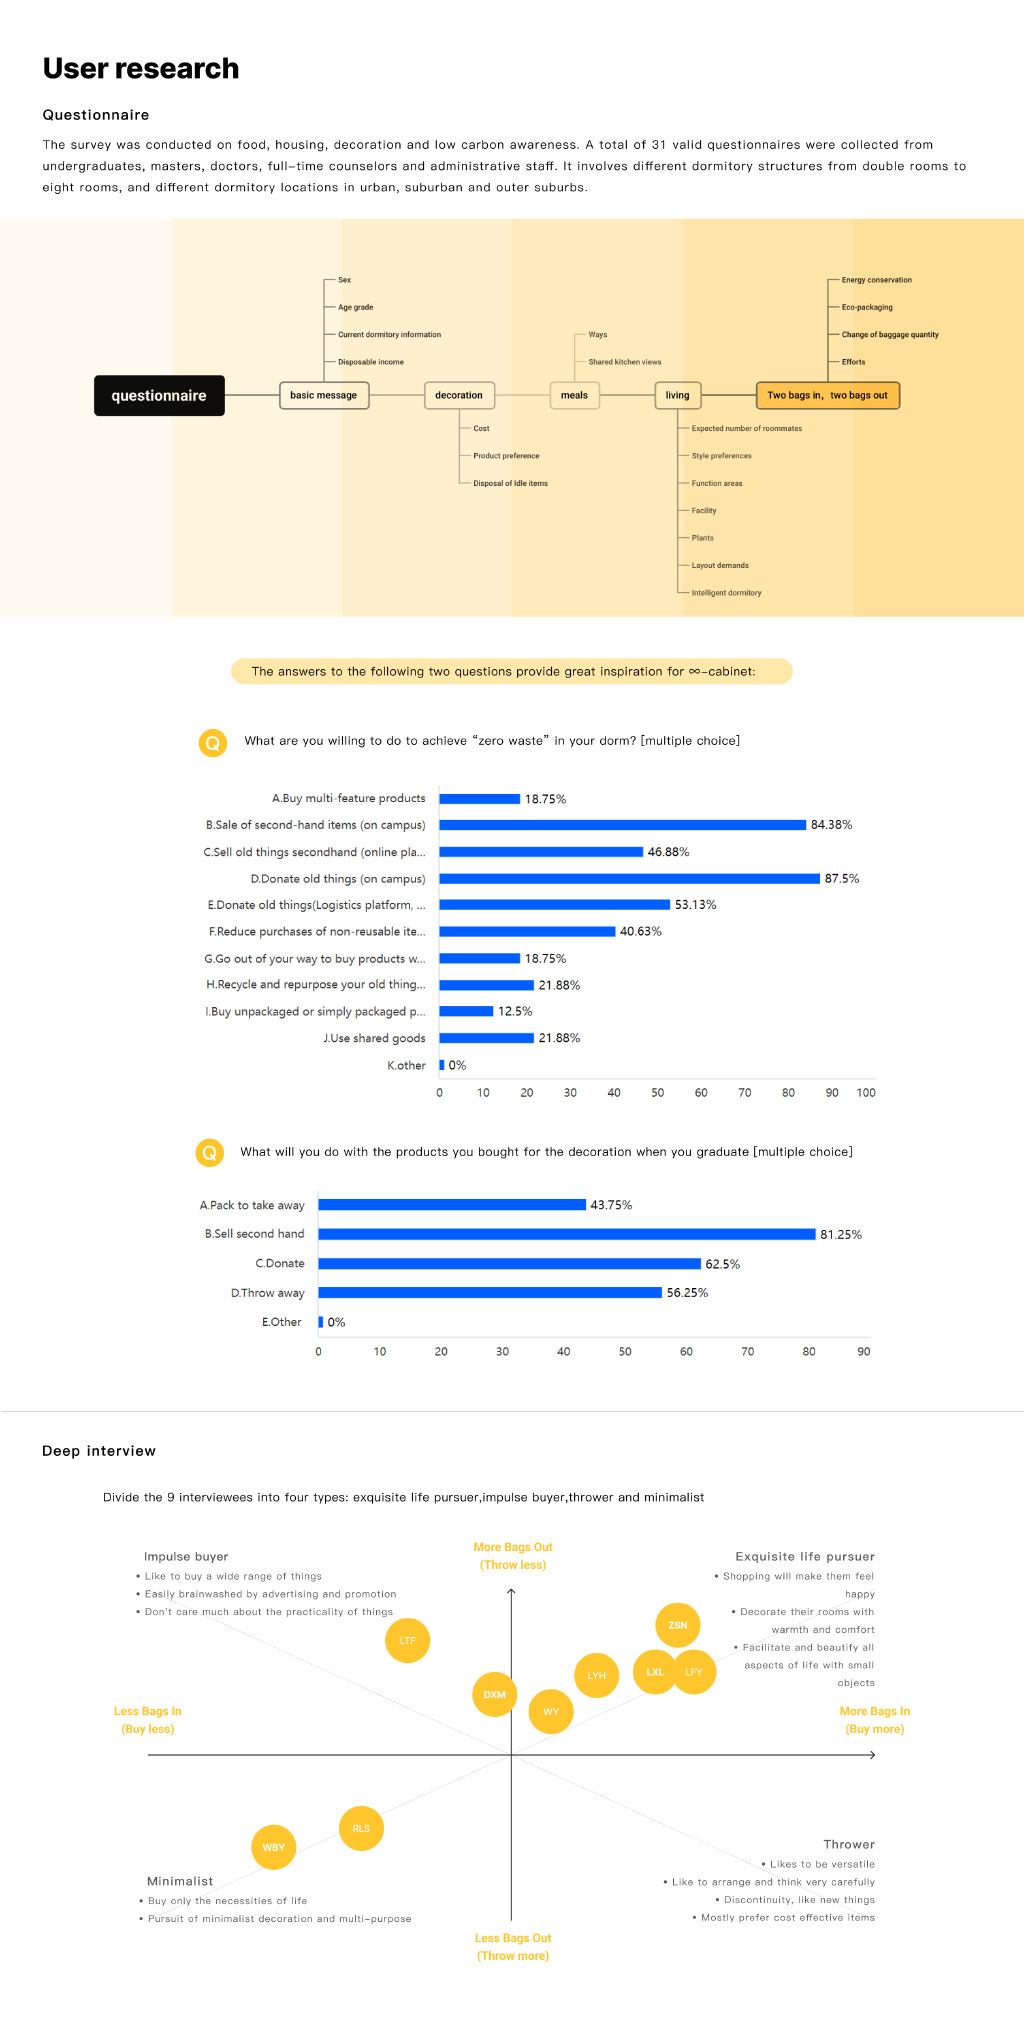 User research
Questionnaire
The survey was conducted on food, housing, decoration and low carbon awareness. A total of 31 valid questionnaires were collected from
undergraduates, masters, doctors, full-time counselors and administrative staff. It involves different dormitory structures from double rooms to
eight rooms, and different dormitory locations in urban, suburban and outer suburbs.
Sex
Age grade
Current dormitory information
Disposable income
Ways
Shared kitchen views
Energy conservation
Eco-packaging
Change of baggage quantity
Efforts
questionnaire
basic message
decoration
meals
living
Two bags in, two bags out
Cost
Product preference
Disposal of Idle items
Expected number of roommates
Style preferences
Function areas
Facility
Plants
Layout demands
Intelligent dormitory
The answers to the following two questions provide great inspiration for ∞-cabinet:
Q What are you willing to do to achieve “zero waste” in your dorm? [multiple choice]
A.Buy multi-feature products 18.75%
B.Sale of second-hand items (on campus) 84.38%
C.Sell old things secondhand (online pla... 46.88%
D.Donate old things (on campus) 87.5%
E.Donate old things(Logistics platform, ... 53.13%
F.Reduce purchases of non-reusable ite... 40.63%
G.Go out of your way to buy products w... 18.75%
H.Recycle and repurpose your old thing... 21.88%
I.Buy unpackaged or simply packaged p... 12.5%
J.Use shared goods 21.88%
K.other 0%
0 10 20 30 40 50 60 70 80 90 100
Q What will you do with the products you bought for the decoration when you graduate [multiple choice]
A.Pack to take away 43.75%
B.Sell second hand 81.25%
C.Donate 62.5%
D.Throw away 56.25%
E.Other 0%
0 10 20 30 40 50 60 70 80 90
Deep interview
Divide the 9 interviewees into four types: exquisite life pursuer,impulse buyer,thrower and minimalist
More Bags Out
(Throw less)
Impulse buyer
• Like to buy a wide range of things
• Easily brainwashed by advertising and promotion
• Don't care much about the practicality of things
Exquisite life pursuer
• Shopping will make them feel
happy
• Decorate their rooms with
warmth and comfort
• Facilitate and beautify all
aspects of life with small
objects
ZSN
LTF
LYH
LXL
LFY
DXM
WY
Less Bags In
(Buy less)
More Bags In
(Buy more)
RLS
WBY
Minimalist
• Buy only the necessities of life
• Pursuit of minimalist decoration and multi-purpose
Thrower
• Likes to be versatile
• Like to arrange and think very carefully
• Discontinuity, like new things
• Mostly prefer cost effective items
Less Bags Out
(Throw more)